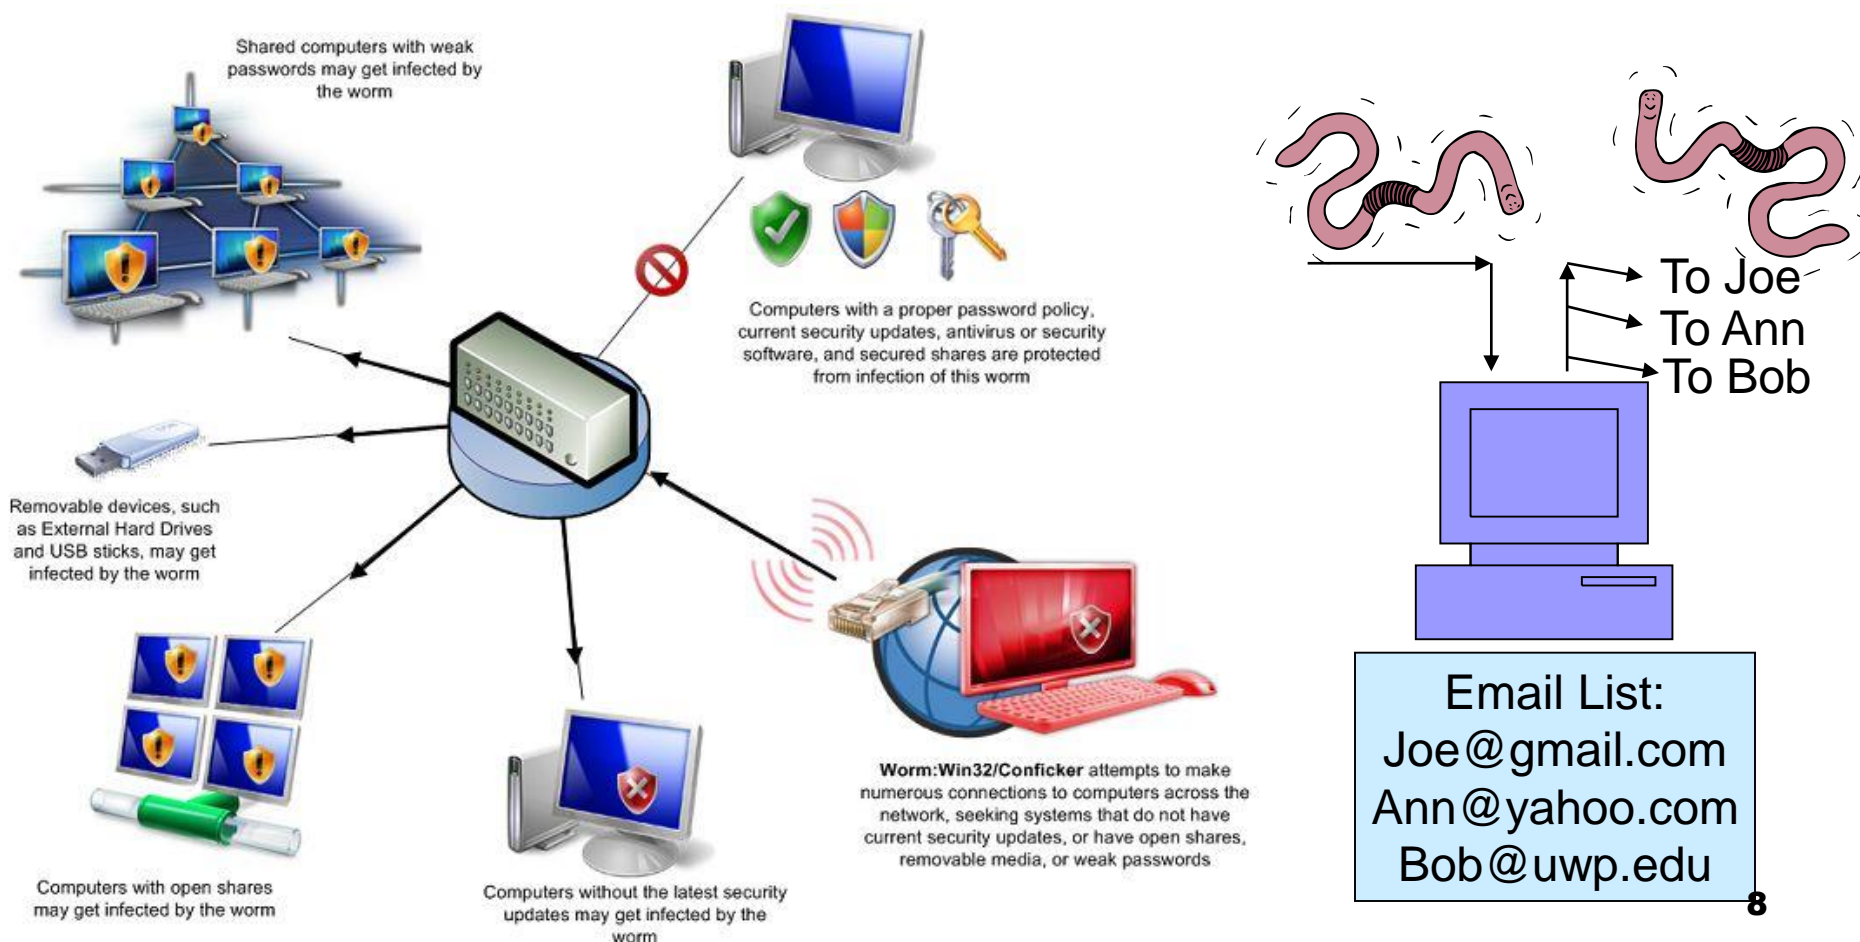 Shared computers with weak
passwords may get infected by
the worm
Computers with a proper password policy,
current security updates, antivirus or security
software, and secured shares are protected
from infection of this worm
Removable devices, such
as External Hard Drives
and USB sticks, may get
infected by the worm
Computers with open shares
may get infected by the worm
Computers without the latest security
updates may get infected by the
worm
Worm:Win32/Conficker attempts to make
numerous connections to computers across the
network, seeking systems that do not have
current security updates, or have open shares,
removable media, or weak passwords
To Joe
To Ann
To Bob
Email List:
Joe@gmail.com
Ann@yahoo.com
Bob@uwp.edu
8